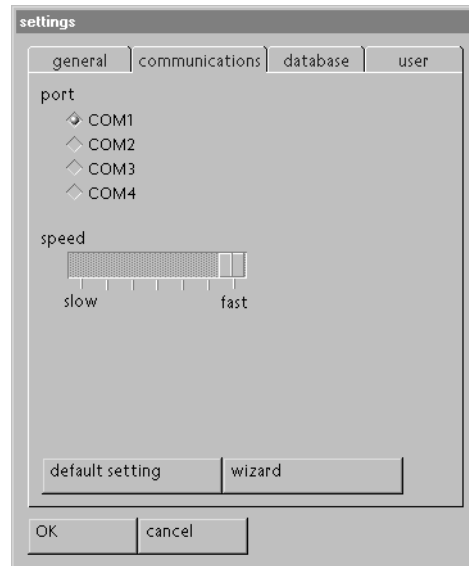 settings
general communications database user
port
COM1
COM2
COM3
COM4
speed
slow fast
default setting wizard
OK cancel